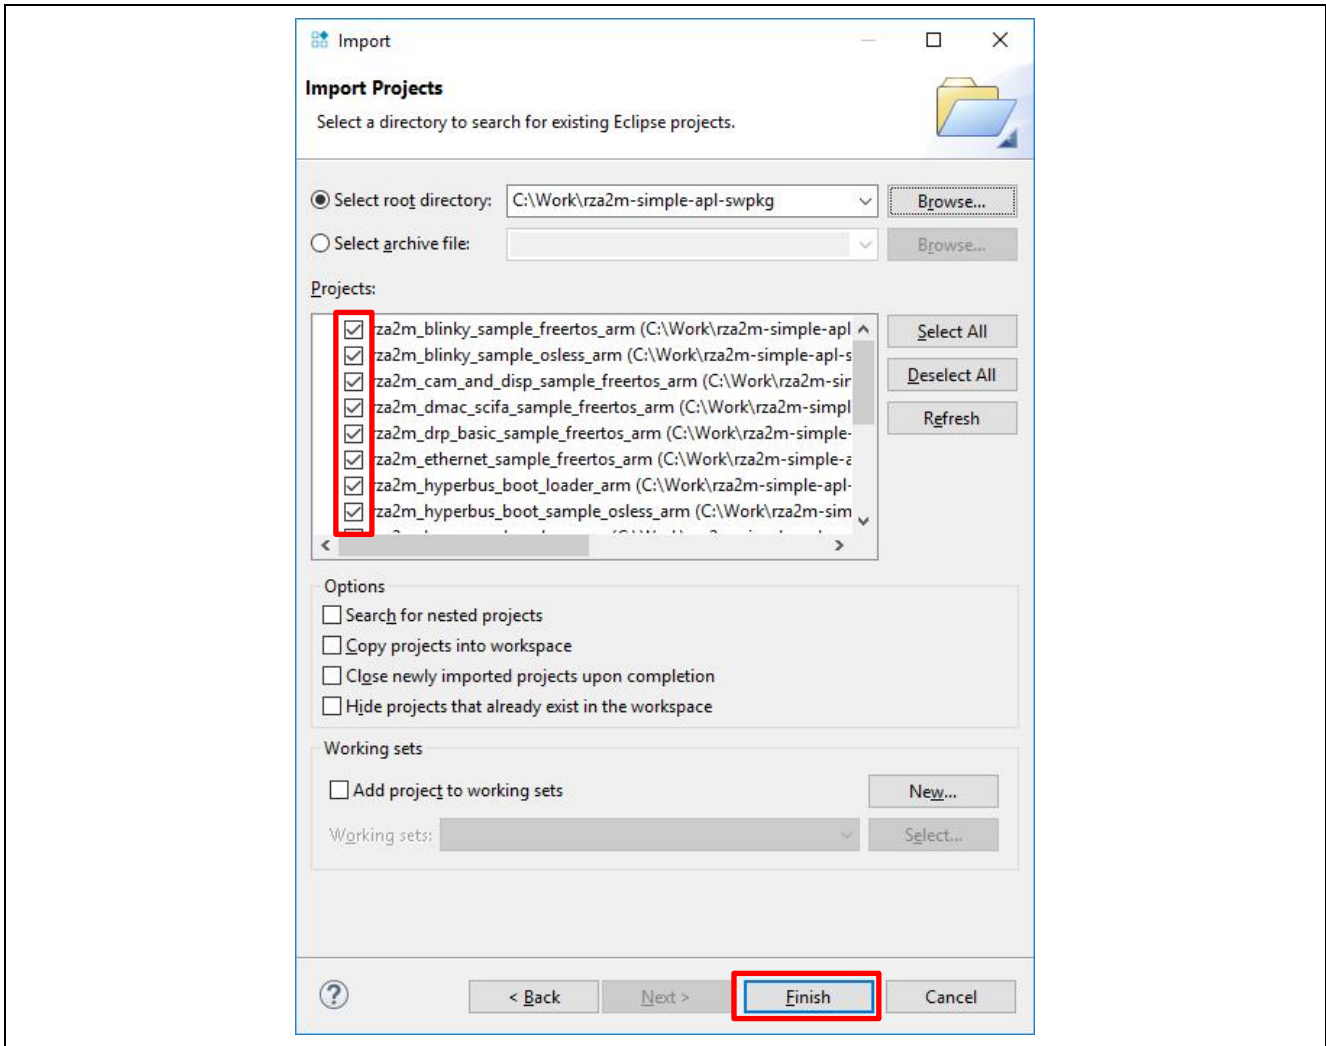 Import
Import Projects
Select a directory to search for existing Eclipse projects.
Select root directory: C:\Work\rza2m-simple-apl-swpkg Browse...
Select archive file: Browse...
Projects:
rza2m_blinky_sample_freertos_arm (C:\Work\rza2m-simple-apl
rza2m_blinky_sample_osless_arm (C:\Work\rza2m-simple-apl-s
rza2m_cam_and_disp_sample_freertos_arm (C:\Work\rza2m-sir
rza2m_dmac_scifa_sample_freertos_arm (C:\Work\rza2m-simpl
rza2m_drp_basic_sample_freertos_arm (C:\Work\rza2m-simple-
rza2m_ethernet_sample_freertos_arm (C:\Work\rza2m-simple-a
rza2m_hyperbus_boot_loader_arm (C:\Work\rza2m-simple-apl-
rza2m_hyperbus_boot_sample_osless_arm (C:\Work\rza2m-sim
Select All
Deselect All
Refresh
Options
Search for nested projects
Copy projects into workspace
Close newly imported projects upon completion
Hide projects that already exist in the workspace
Working sets
Add project to working sets New...
Working sets: Select...
? < Back Next > Finish Cancel